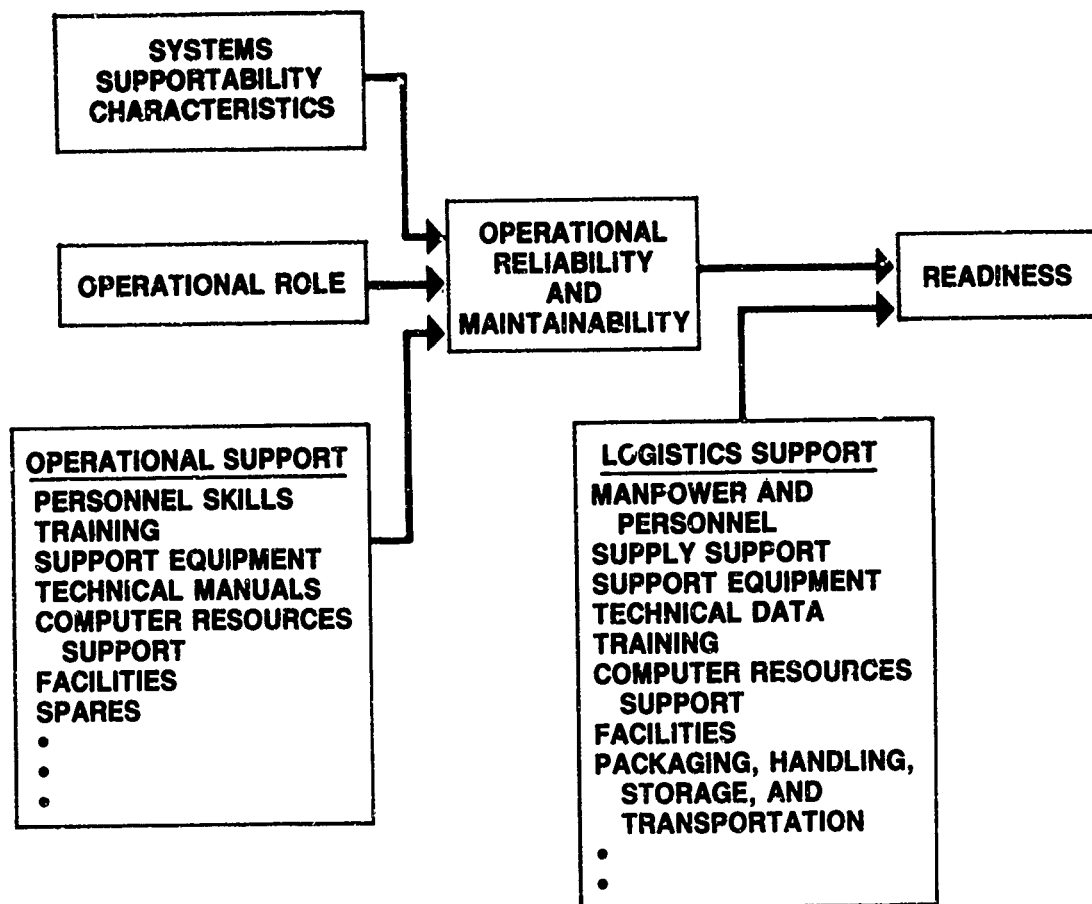 SYSTEMS
SUPPORTABILITY
CHARACTERISTICS
OPERATIONAL ROLE
OPERATIONAL
RELIABILITY
AND
MAINTAINABILITY
READINESS
OPERATIONAL SUPPORT
PERSONNEL SKILLS
TRAINING
SUPPORT EQUIPMENT
TECHNICAL MANUALS
COMPUTER RESOURCES
SUPPORT
FACILITIES
SPARES
•
•
•
LOGISTICS SUPPORT
MANPOWER AND
PERSONNEL
SUPPLY SUPPORT
SUPPORT EQUIPMENT
TECHNICAL DATA
TRAINING
COMPUTER RESOURCES
SUPPORT
FACILITIES
PACKAGING, HANDLING,
STORAGE, AND
TRANSPORTATION
•
•